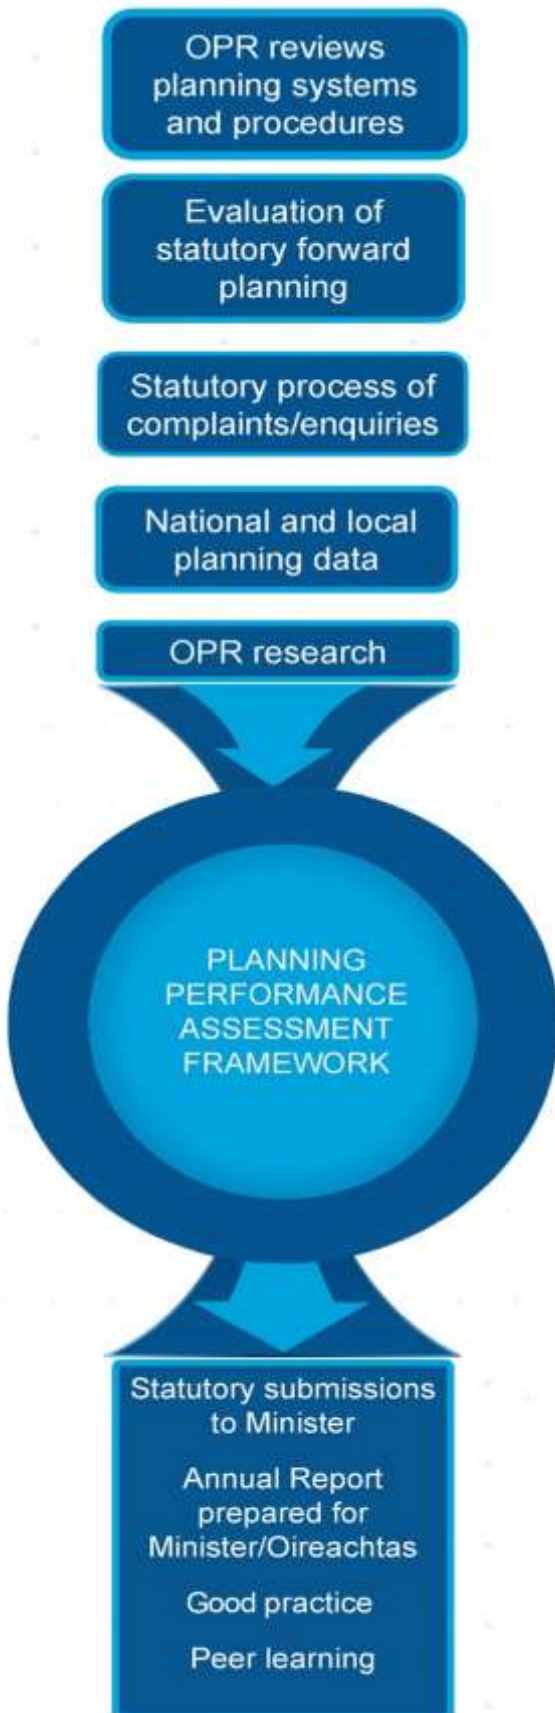 OPR reviews
planning systems
and procedures
Evaluation of
statutory forward
planning
Statutory process of
complaints/enquiries
National and local
planning data
OPR research
PLANNING
PERFORMANCE
ASSESSMENT
FRAMEWORK
Statutory submissions
to Minister
Annual Report
prepared for
Minister/Oireachtas
Good practice
Peer learning